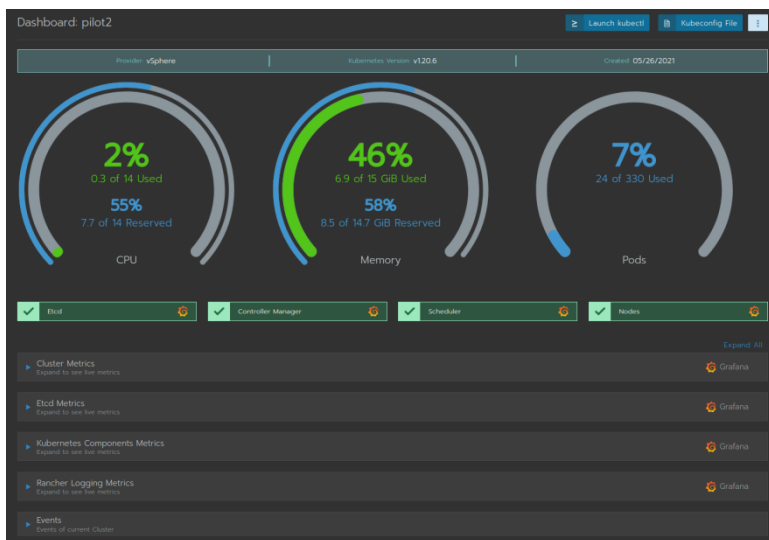 Dashboard: pilot2
Launch kubectl
Kubeconfig File
Provider vSphere
Kubernetes Version v1.20.6
Created 05/26/2021
2%
0.3 of 14 Used
55%
7.7 of 14 Reserved
CPU
46%
6.9 of 15 GiB Used
58%
8.5 of 14.7 GiB Reserved
Memory
7%
24 of 330 Used
Pods
Etcd
Controller Manager
Scheduler
Nodes
Expand All
Cluster Metrics
Expand to see live metrics
Grafana
Etcd Metrics
Expand to see live metrics
Grafana
Kubernetes Components Metrics
Expand to see live metrics
Grafana
Rancher Logging Metrics
Expand to see live metrics
Grafana
Events
Events of current Cluster